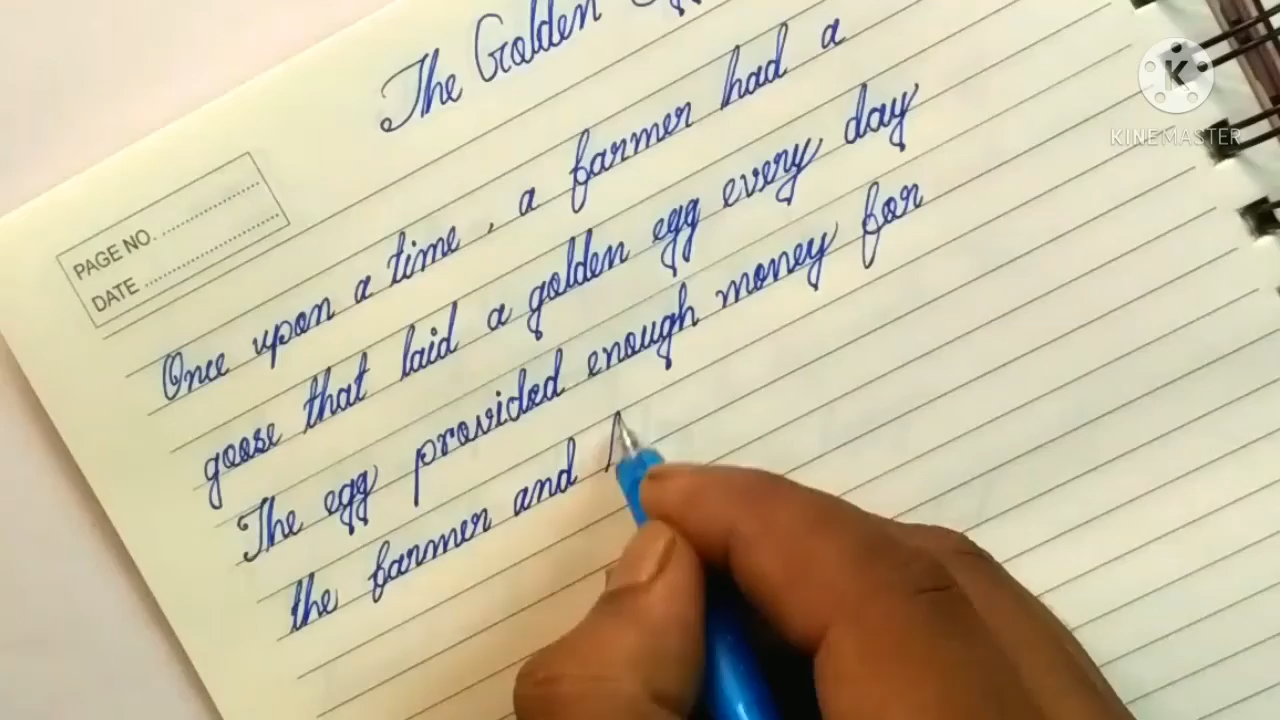 The Golden
PAGE NO. ....................
DATE ..........................
Once upon a time, a farmer had a
goose that laid a golden egg every day
The egg provided enough money for
the farmer and
K
KINEMASTER